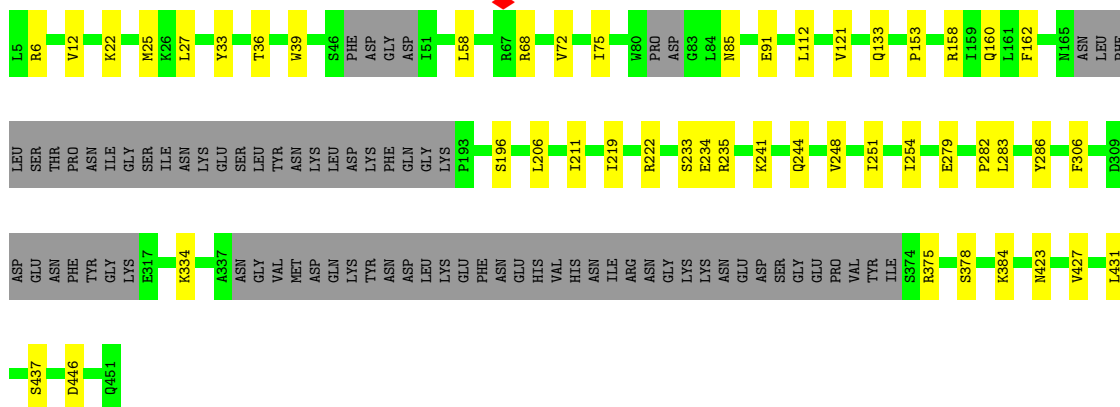 L5 R6 V12 K22 M25 K26 L27 Y33 T36 W39 S46 PHE ASP GLY ASP I51 L58 R67 R68 V72 I75 W80 PRO ASP G83 L84 N85 E91 L112 V121 Q133 P153 R158 I159 Q160 L161 F162 N165 ASN LEU PHE
LEU SER THR PRO ASN ILE GLY SER ILE ASN LYS GLU SER LEU TYR ASN LYS LEU ASP LYS PHE GLN GLY LYS P193 S196 L206 I211 I219 R222 S233 E234 R235 K241 Q244 V248 I251 I254 E279 P282 L283 Y286 F306 D309
ASP GLU ASN PHE TYR GLY LYS E317 K334 A337 ASN GLY VAL MET ASP GLN LYS TYR ASN ASP LEU LYS GLU PHE ASN GLU HIS VAL HIS ASN ILE ARG ASN GLY LYS LYS ASN GLU ASP SER GLY GLU PRO VAL TYR ILE S374 R375 S378 K384 N423 V427 L431
S437 D446 Q451